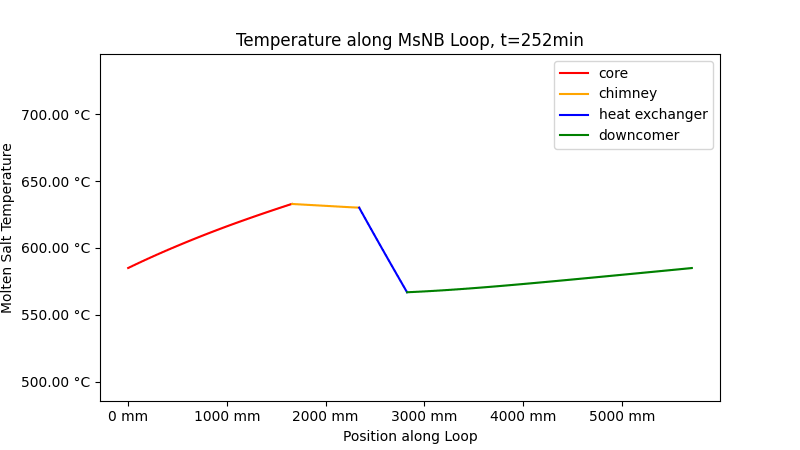 Temperature along MsNB Loop, t=252min
core
chimney
heat exchanger
downcomer
Molten Salt Temperature
700.00 °C
650.00 °C
600.00 °C
550.00 °C
500.00 °C
0 mm
1000 mm
2000 mm
3000 mm
4000 mm
5000 mm
Position along Loop